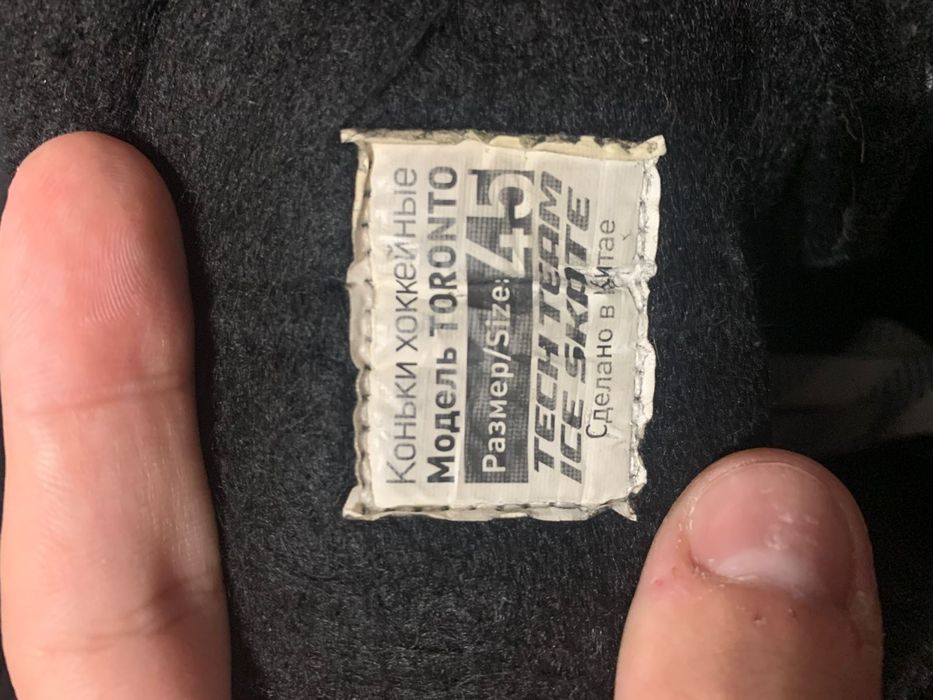 Коньки хоккейные
Модель TORONTO
Размер/Size: 45
TECH TEAM
ICE SKATE
Сделано в Китае